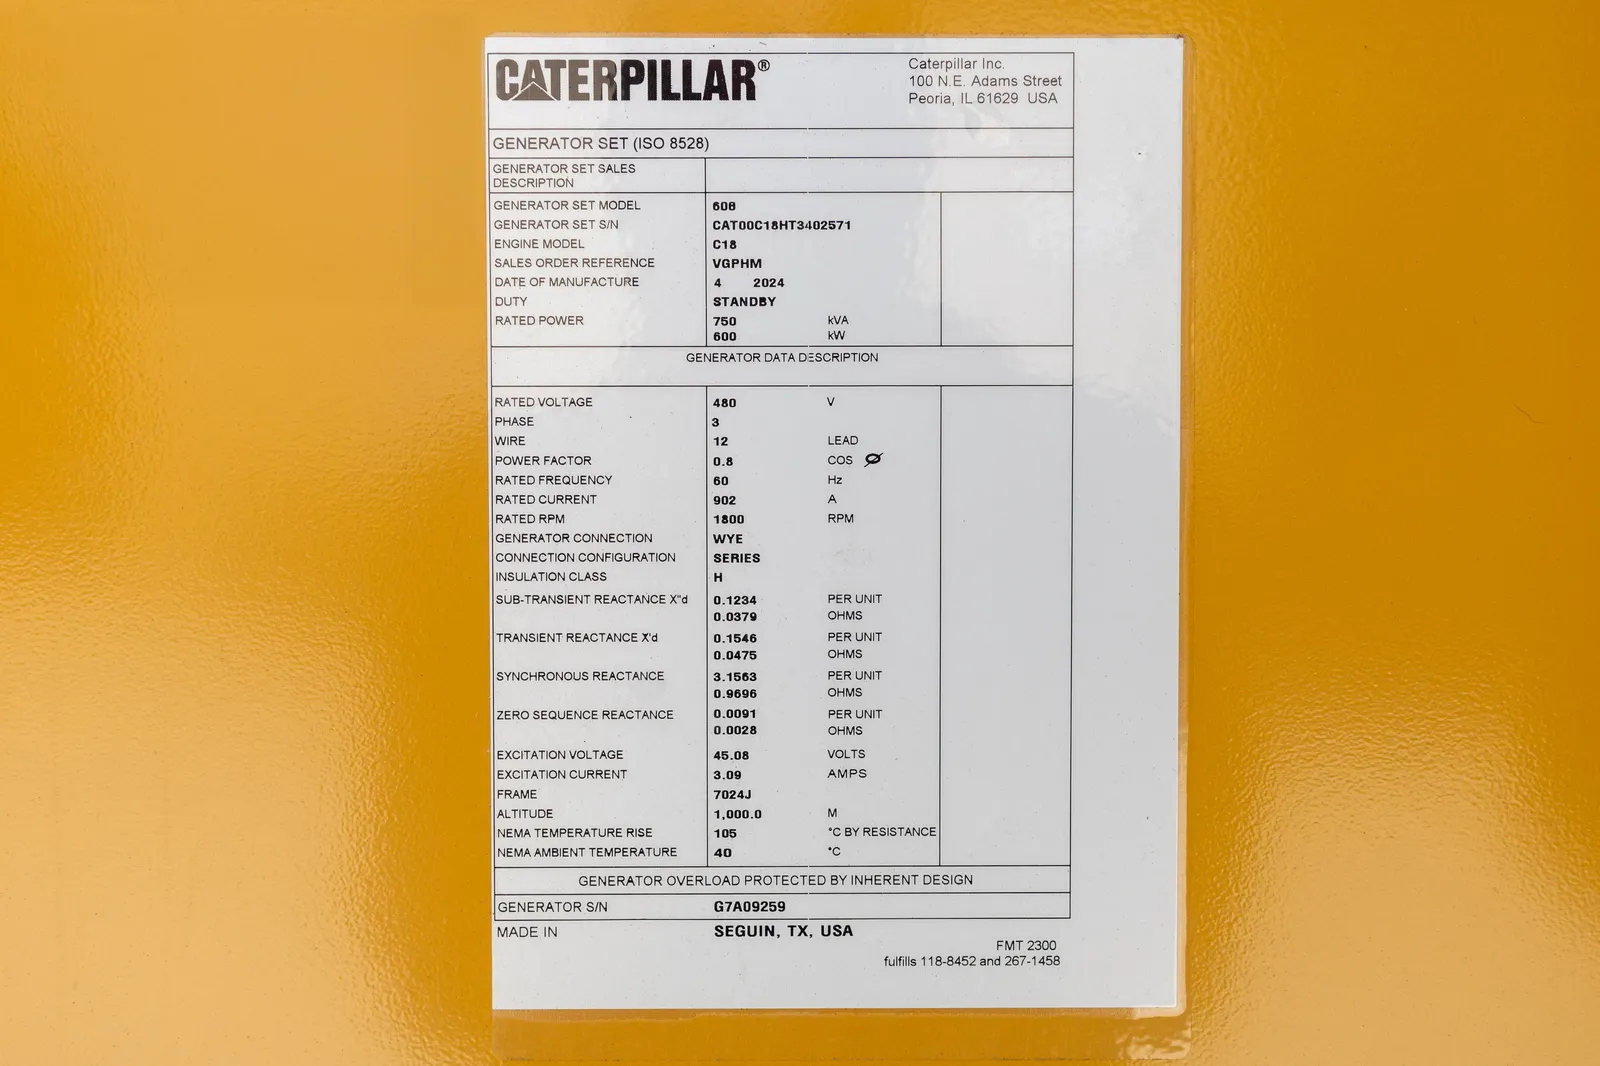 CATERPILLAR®
Caterpillar Inc.
100 N.E. Adams Street
Peoria, IL 61629 USA
GENERATOR SET (ISO 8528)
GENERATOR SET SALES
DESCRIPTION
GENERATOR SET MODEL 608
GENERATOR SET S/N CAT00C18HT3402571
ENGINE MODEL C18
SALES ORDER REFERENCE VGPHM
DATE OF MANUFACTURE 4 2024
DUTY STANDBY
RATED POWER 750 kVA
600 kW
GENERATOR DATA DESCRIPTION
RATED VOLTAGE 480 V
PHASE 3
WIRE 12 LEAD
POWER FACTOR 0.8 COS Ø
RATED FREQUENCY 60 Hz
RATED CURRENT 902 A
RATED RPM 1800 RPM
GENERATOR CONNECTION WYE
CONNECTION CONFIGURATION SERIES
INSULATION CLASS H
SUB-TRANSIENT REACTANCE X"d 0.1234 PER UNIT
0.0379 OHMS
TRANSIENT REACTANCE X'd 0.1546 PER UNIT
0.0475 OHMS
SYNCHRONOUS REACTANCE 3.1563 PER UNIT
0.9696 OHMS
ZERO SEQUENCE REACTANCE 0.0091 PER UNIT
0.0028 OHMS
EXCITATION VOLTAGE 45.08 VOLTS
EXCITATION CURRENT 3.09 AMPS
FRAME 7024J
ALTITUDE 1,000.0 M
NEMA TEMPERATURE RISE 105 °C BY RESISTANCE
NEMA AMBIENT TEMPERATURE 40 °C
GENERATOR OVERLOAD PROTECTED BY INHERENT DESIGN
GENERATOR S/N G7A09259
MADE IN SEGUIN, TX, USA
FMT 2300
fulfills 118-8452 and 267-1458